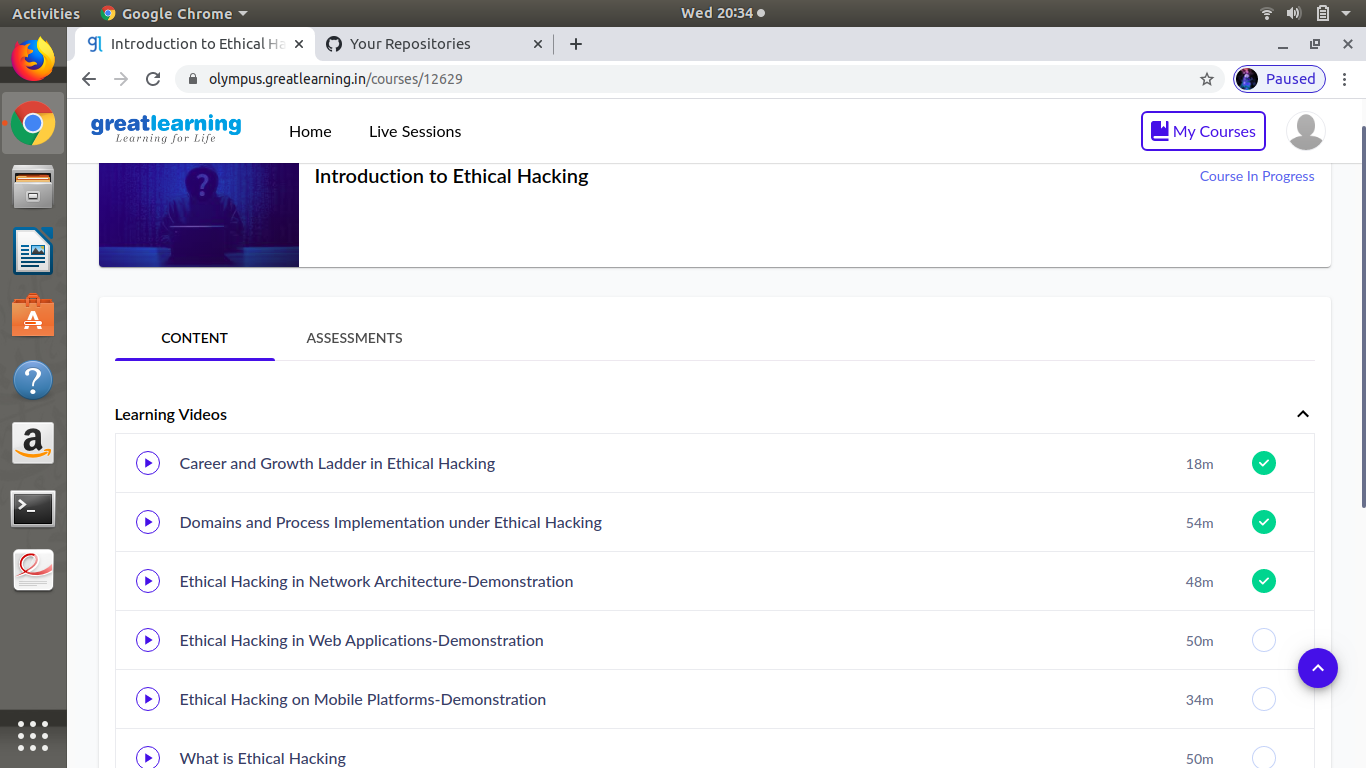 Activities Google Chrome Wed 20:34
Introduction to Ethical Ha Your Repositories
olympus.greatlearning.in/courses/12629 Paused
greatlearning
Learning for Life
Home Live Sessions My Courses
Introduction to Ethical Hacking Course In Progress
CONTENT ASSESSMENTS
Learning Videos
Career and Growth Ladder in Ethical Hacking 18m
Domains and Process Implementation under Ethical Hacking 54m
Ethical Hacking in Network Architecture-Demonstration 48m
Ethical Hacking in Web Applications-Demonstration 50m
Ethical Hacking on Mobile Platforms-Demonstration 34m
What is Ethical Hacking 50m